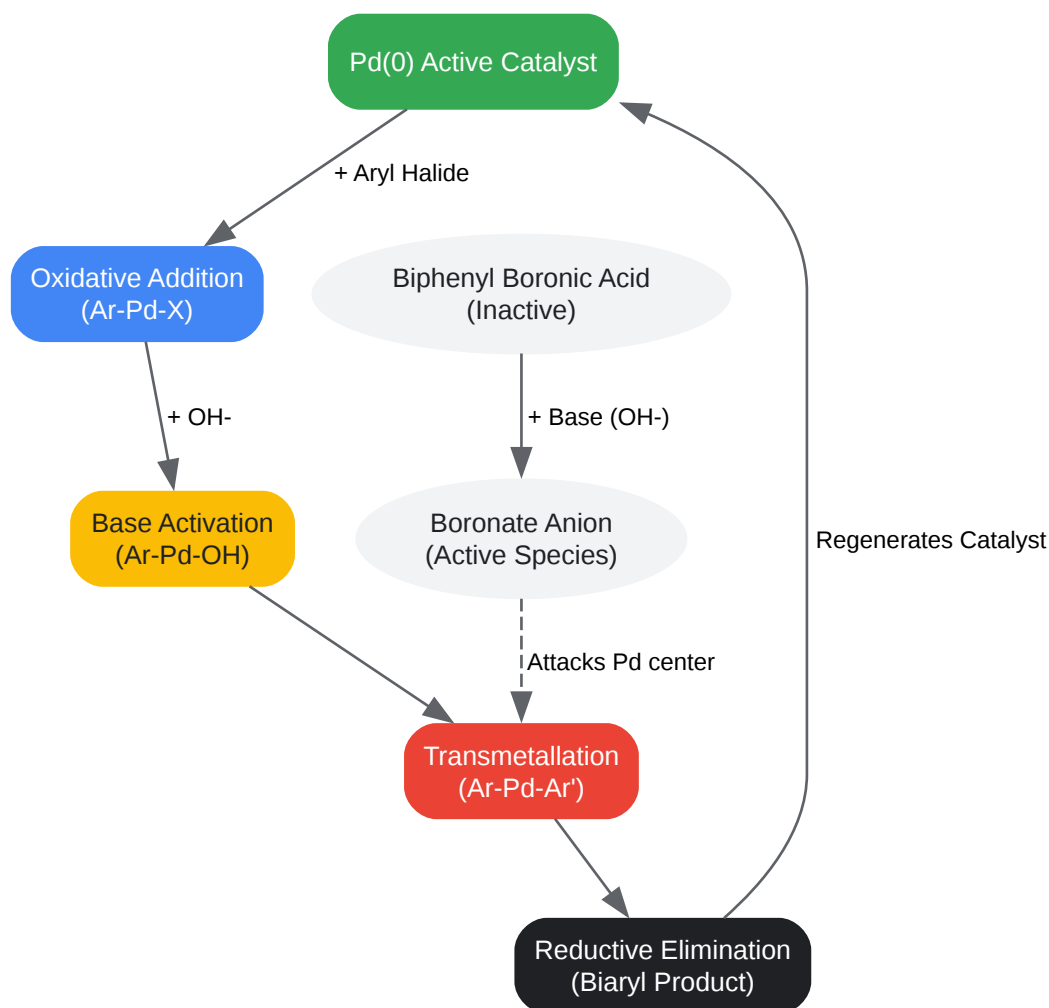 Pd(0) Active Catalyst
+ Aryl Halide
Oxidative Addition
(Ar-Pd-X)
Biphenyl Boronic Acid
(Inactive)
+ OH-
+ Base (OH-)
Base Activation
(Ar-Pd-OH)
Boronate Anion
(Active Species)
Regenerates Catalyst
Attacks Pd center
Transmetallation
(Ar-Pd-Ar')
Reductive Elimination
(Biaryl Product)